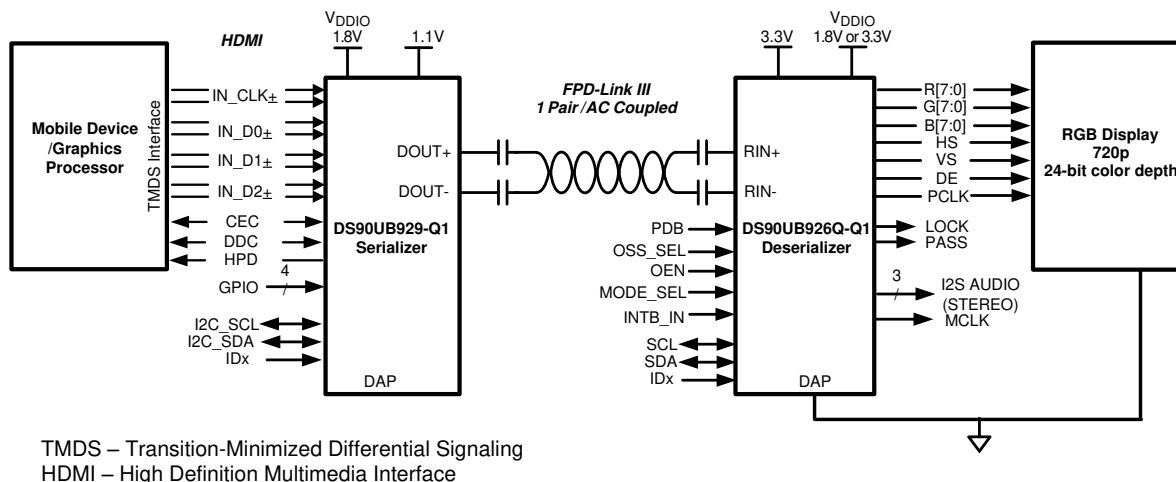 HDMI
VDDIO
1.8V
1.1V
3.3V
VDDIO
1.8V or 3.3V
FPD-Link III
1 Pair /AC Coupled
Mobile Device
/Graphics
Processor
TMDS Interface
IN_CLK±
IN_D0±
IN_D1±
IN_D2±
CEC
DDC
HPD
GPIO
4
I2C_SCL
I2C_SDA
IDx
DOUT+
DOUT-
DS90UB929-Q1
Serializer
DAP
RIN+
RIN-
DS90UB926Q-Q1
Deserializer
DAP
PDB
OSS_SEL
OEN
MODE_SEL
INTB_IN
SCL
SDA
IDx
R[7:0]
G[7:0]
B[7:0]
HS
VS
DE
PCLK
LOCK
PASS
3
I2S AUDIO
(STEREO)
MCLK
RGB Display
720p
24-bit color depth
TMDS – Transition-Minimized Differential Signaling
HDMI – High Definition Multimedia Interface